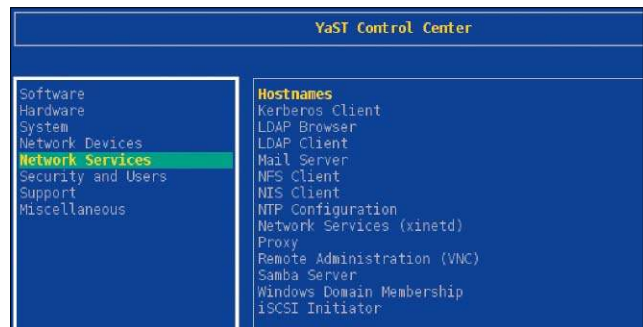 YaST Control Center
Software
Hardware
System
Network Devices
Network Services
Security and Users
Support
Miscellaneous
Hostnames
Kerberos Client
LDAP Browser
LDAP Client
Mail Server
NFS Client
NIS Client
NTP Configuration
Network Services (xinetd)
Proxy
Remote Administration (VNC)
Samba Server
Windows Domain Membership
iSCSI Initiator